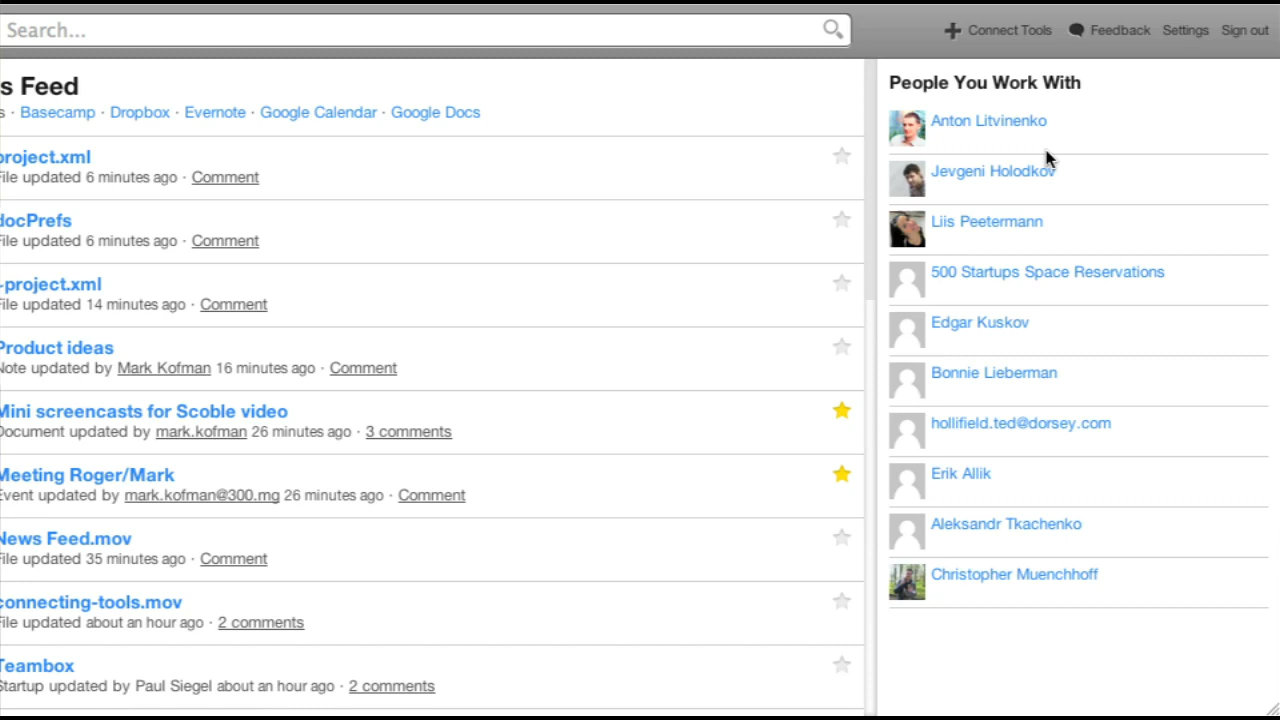 Search...
Connect Tools
Feedback
Settings
Sign out
s Feed
s · Basecamp · Dropbox · Evernote · Google Calendar · Google Docs
project.xml
File updated 6 minutes ago · Comment
docPrefs
File updated 6 minutes ago · Comment
-project.xml
File updated 14 minutes ago · Comment
Product ideas
Note updated by Mark Kofman 16 minutes ago · Comment
Mini screencasts for Scoble video
Document updated by mark.kofman 26 minutes ago · 3 comments
Meeting Roger/Mark
Event updated by mark.kofman@300.mg 26 minutes ago · Comment
News Feed.mov
File updated 35 minutes ago · Comment
connecting-tools.mov
File updated about an hour ago · 2 comments
Teambox
Startup updated by Paul Siegel about an hour ago · 2 comments
People You Work With
Anton Litvinenko
Jevgeni Holodkov
Liis Peetermann
500 Startups Space Reservations
Edgar Kuskov
Bonnie Lieberman
hollifield.ted@dorsey.com
Erik Allik
Aleksandr Tkachenko
Christopher Muenchhoff